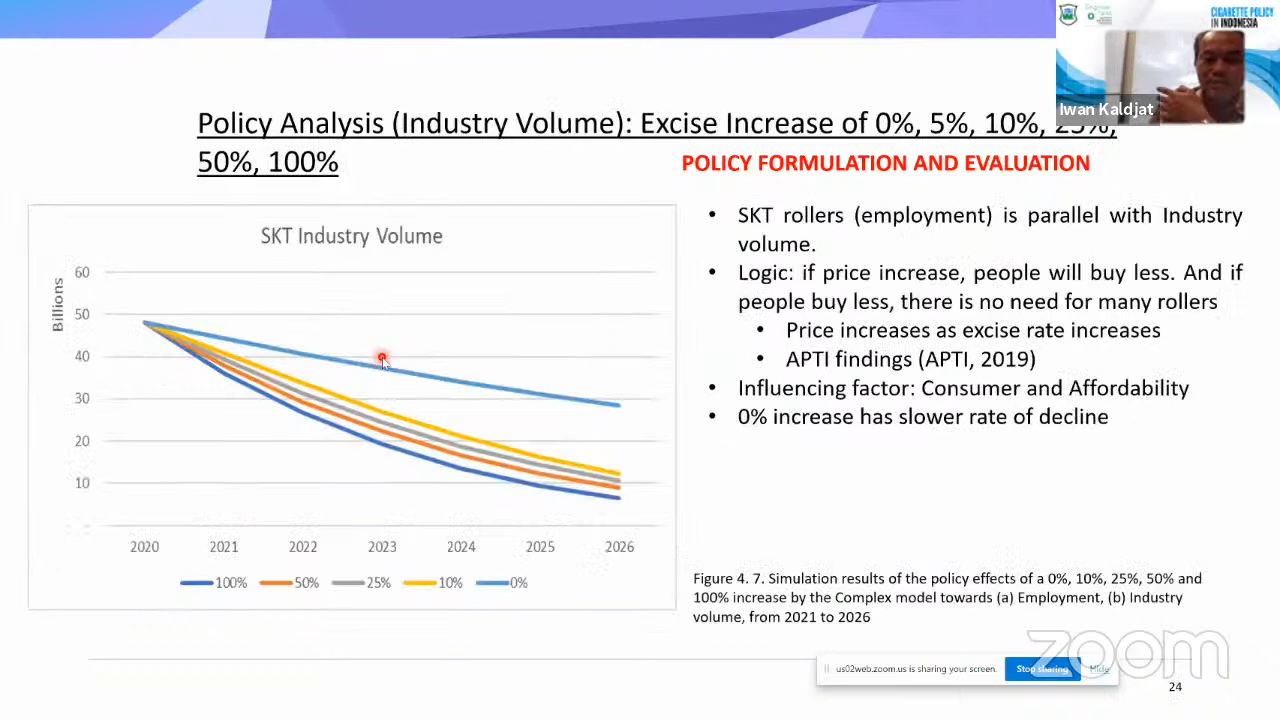 CIGARETTE POLICY
IN INDONESIA
Iwan Kaldjat
Policy Analysis (Industry Volume): Excise Increase of 0%, 5%, 10%, 25%,
50%, 100%
POLICY FORMULATION AND EVALUATION
SKT Industry Volume
Billions
60
50
40
30
20
10
-
2020 2021 2022 2023 2024 2025 2026
100% 50% 25% 10% 0%
• SKT rollers (employment) is parallel with Industry
volume.
• Logic: if price increase, people will buy less. And if
people buy less, there is no need for many rollers
• Price increases as excise rate increases
• APTI findings (APTI, 2019)
• Influencing factor: Consumer and Affordability
• 0% increase has slower rate of decline
Figure 4. 7. Simulation results of the policy effects of a 0%, 10%, 25%, 50% and
100% increase by the Complex model towards (a) Employment, (b) Industry
volume, from 2021 to 2026
zoom
us02web.zoom.us is sharing your screen. Stop sharing Hide
24